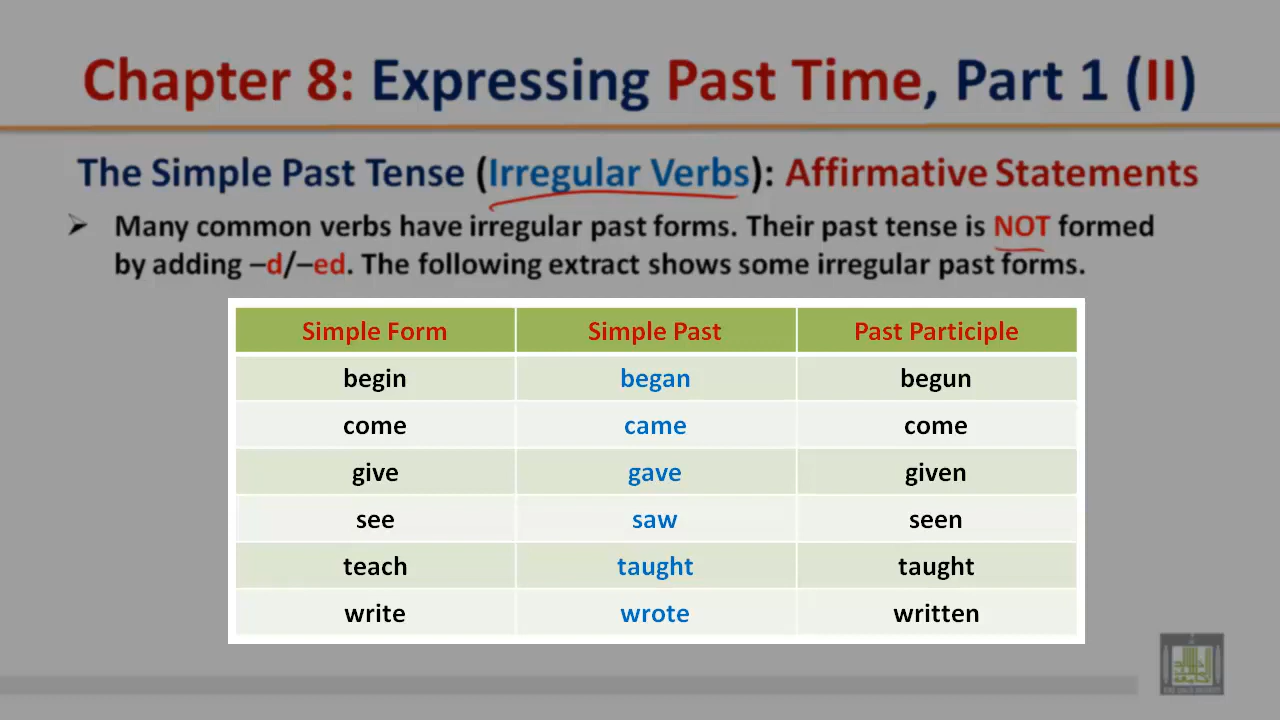 Chapter 8: Expressing Past Time, Part 1 (II)
The Simple Past Tense (Irregular Verbs): Affirmative Statements
➢ Many common verbs have irregular past forms. Their past tense is NOT formed
by adding –d/–ed. The following extract shows some irregular past forms.
Simple Form Simple Past Past Participle
begin began begun
come came come
give gave given
see saw seen
teach taught taught
write wrote written